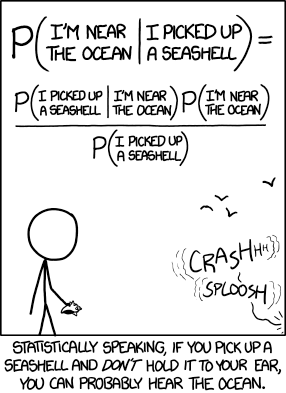 P(I'M NEAR THE OCEAN | I PICKED UP A SEASHELL) =
P(I PICKED UP A SEASHELL | I'M NEAR THE OCEAN) P(I'M NEAR THE OCEAN)
P(I PICKED UP A SEASHELL)
CRASHHHH
SPLOOSH
STATISTICALLY SPEAKING, IF YOU PICK UP A
SEASHELL AND DON'T HOLD IT TO YOUR EAR,
YOU CAN PROBABLY HEAR THE OCEAN.